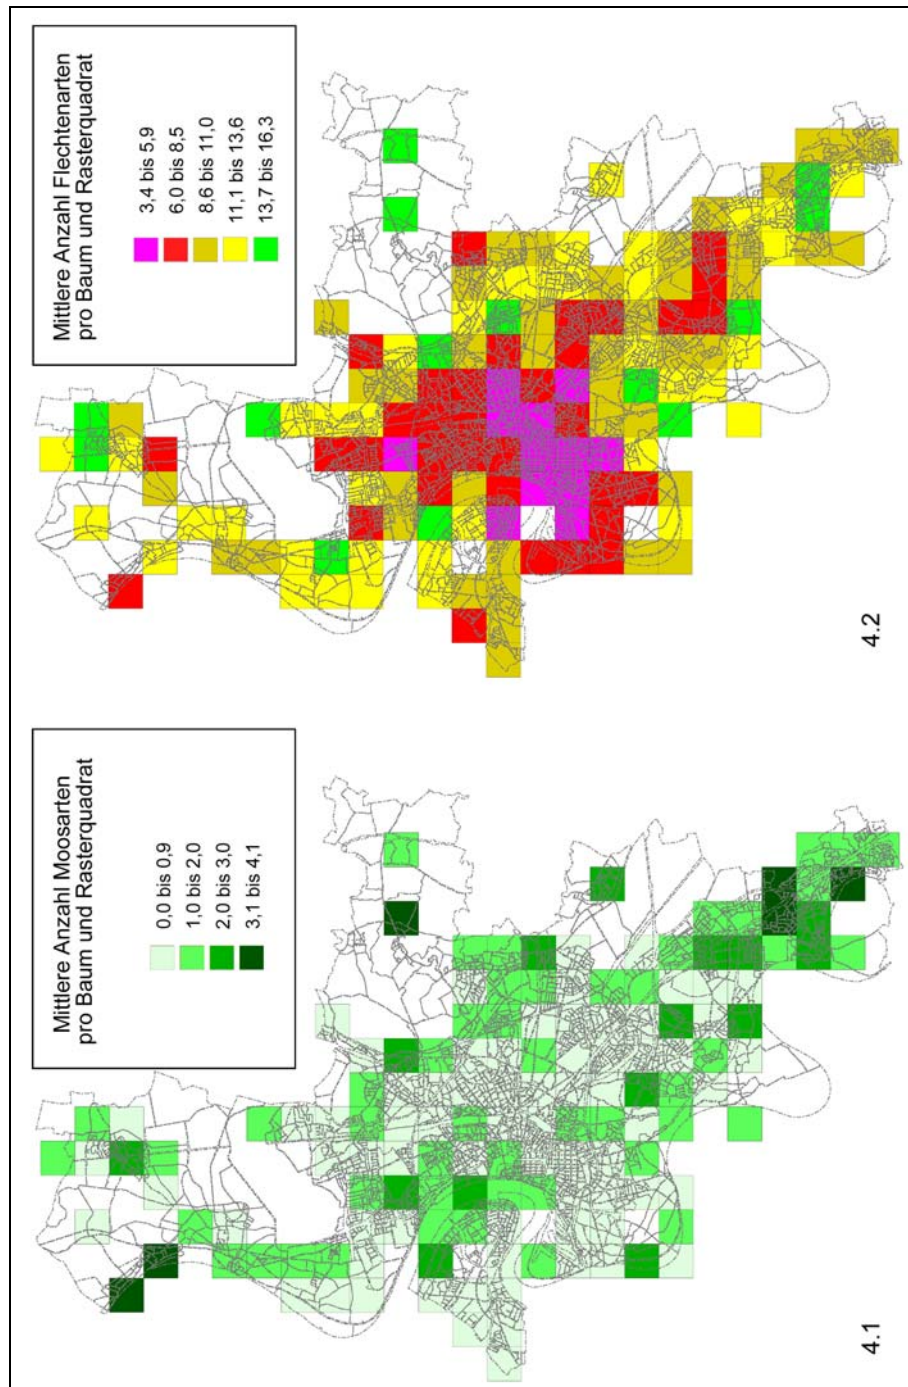 Mittlere Anzahl Moosarten
pro Baum und Rasterquadrat
0,0 bis 0,9
1,0 bis 2,0
2,0 bis 3,0
3,1 bis 4,1
4.1
Mittlere Anzahl Flechtenarten
pro Baum und Rasterquadrat
3,4 bis 5,9
6,0 bis 8,5
8,6 bis 11,0
11,1 bis 13,6
13,7 bis 16,3
4.2